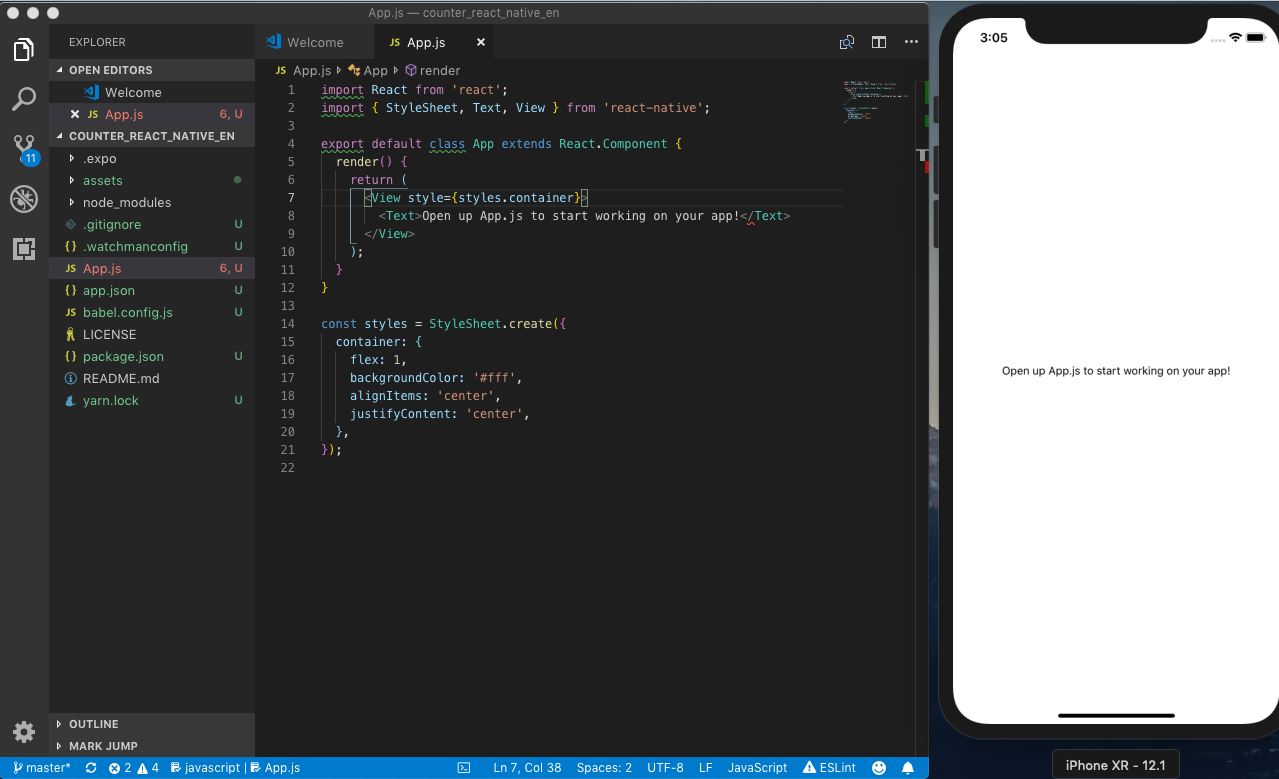 App.js — counter_react_native_en
EXPLORER
OPEN EDITORS
Welcome
JS App.js 6, U
COUNTER_REACT_NATIVE_EN
.expo
assets
node_modules
.gitignore U
{} .watchmanconfig U
JS App.js 6, U
{} app.json U
JS babel.config.js U
LICENSE
{} package.json U
README.md
yarn.lock U
OUTLINE
MARK JUMP
11
Welcome
JS App.js
JS App.js App render
1 import React from 'react';
2 import { StyleSheet, Text, View } from 'react-native';
3
4 export default class App extends React.Component {
5 render() {
6 return (
7 <View style={styles.container}>
8 <Text>Open up App.js to start working on your app!</Text>
9 </View>
10 );
11 }
12 }
13
14 const styles = StyleSheet.create({
15 container: {
16 flex: 1,
17 backgroundColor: '#fff',
18 alignItems: 'center',
19 justifyContent: 'center',
20 },
21 });
22
master* 2 4 javascript | App.js Ln 7, Col 38 Spaces: 2 UTF-8 LF JavaScript ESLint
3:05
Open up App.js to start working on your app!
iPhone XR - 12.1